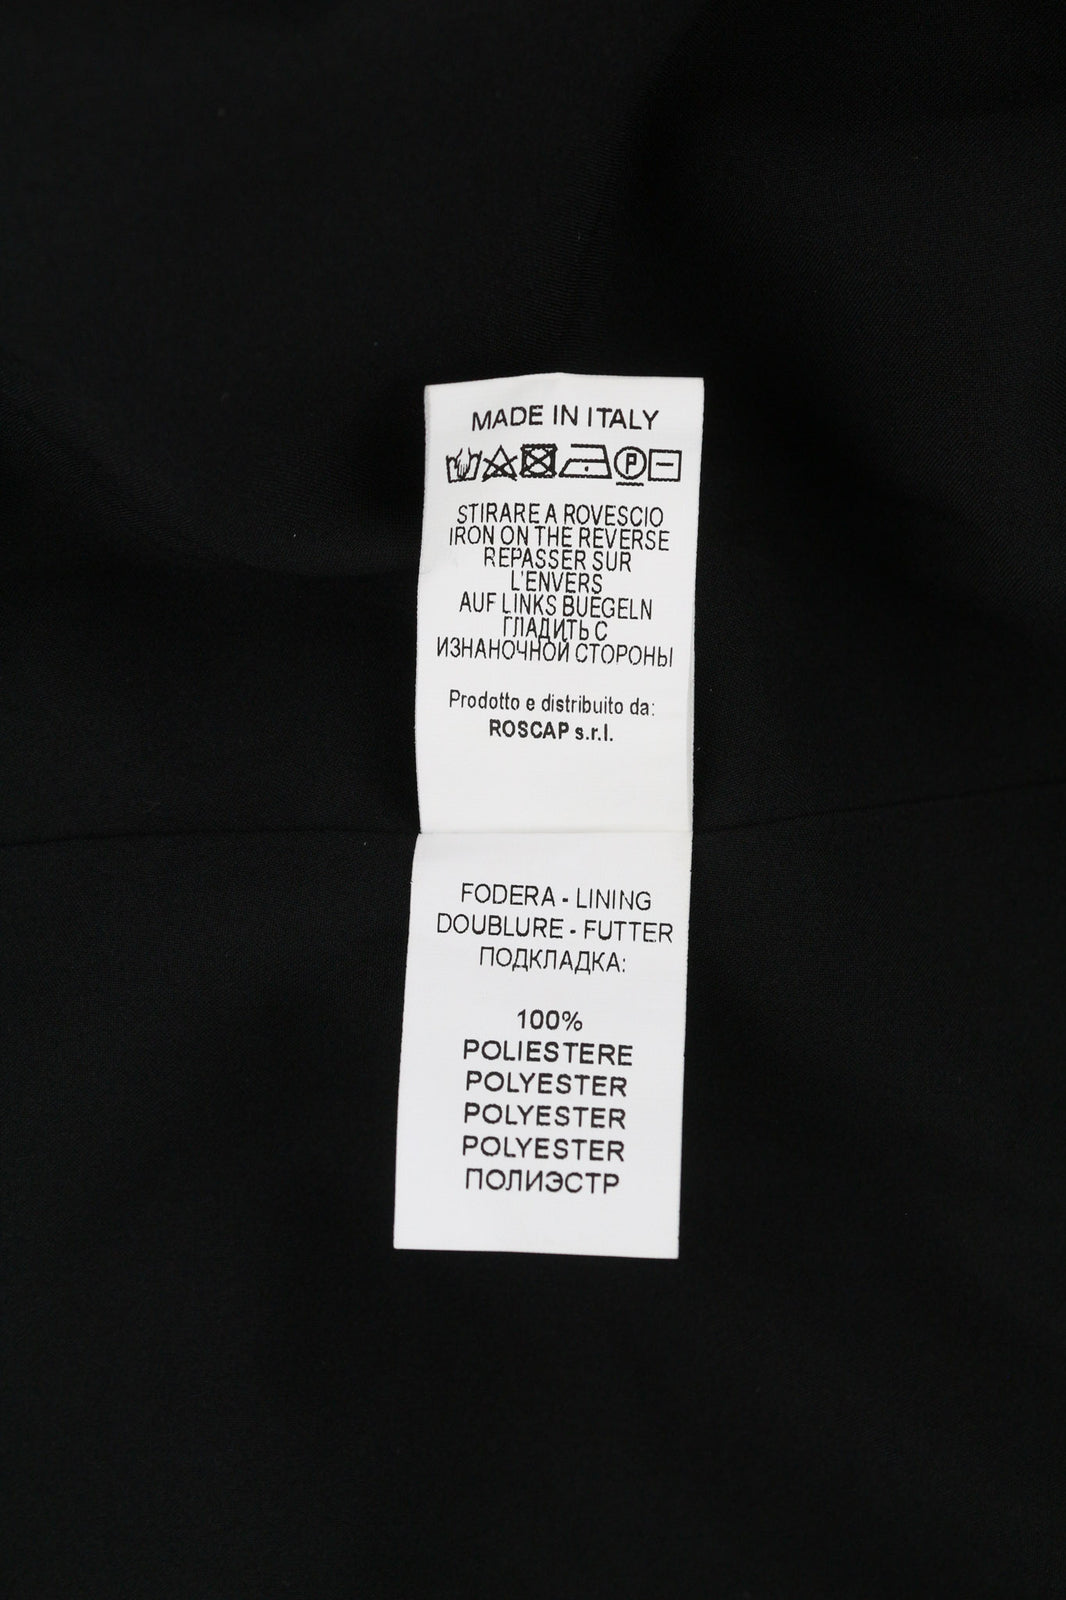 MADE IN ITALY
P
STIRARE A ROVESCIO
IRON ON THE REVERSE
REPASSER SUR
L'ENVERS
AUF LINKS BUEGELN
ГЛАДИТЬ С
ИЗНАНОЧНОЙ СТОРОНЫ
Prodotto e distribuito da:
ROSCAP s.r.l.
FODERA - LINING
DOUBLURE - FUTTER
ПОДКЛАДКА:
100%
POLIESTERE
POLYESTER
POLYESTER
POLYESTER
ПОЛИЭСТР